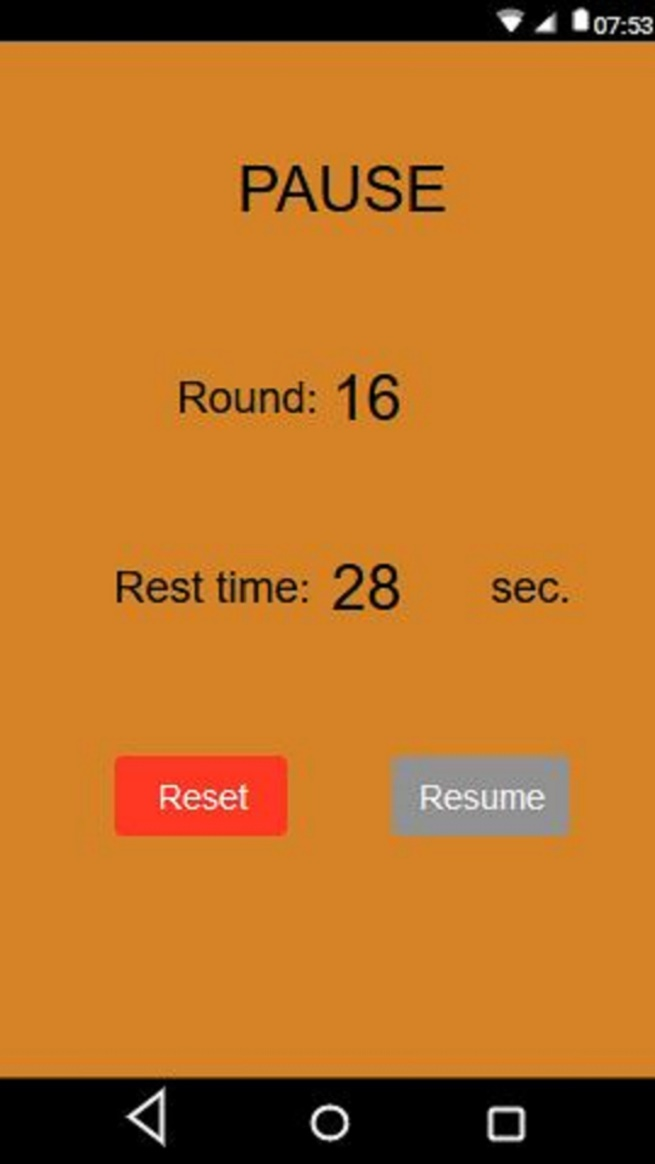 07:53
PAUSE
Round: 16
Rest time: 28 sec.
Reset Resume